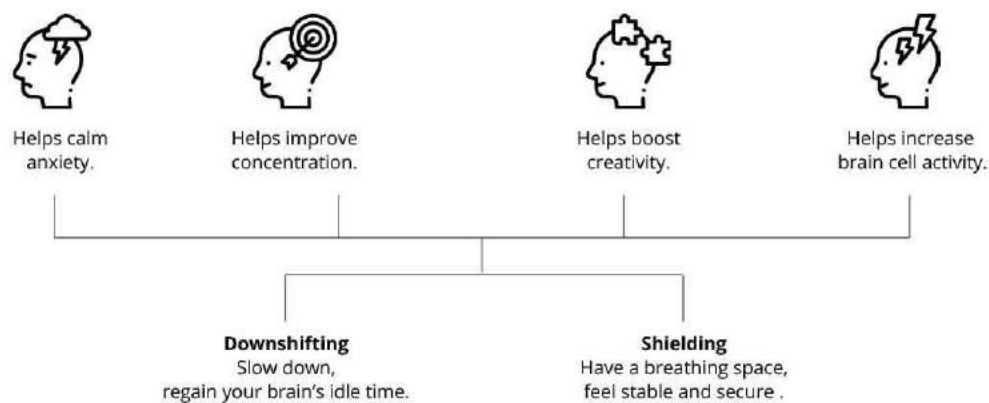 Helps calm
anxiety.
Helps improve
concentration.
Helps boost
creativity.
Helps increase
brain cell activity.
Downshifting
Slow down,
regain your brain's idle time.
Shielding
Have a breathing space,
feel stable and secure .